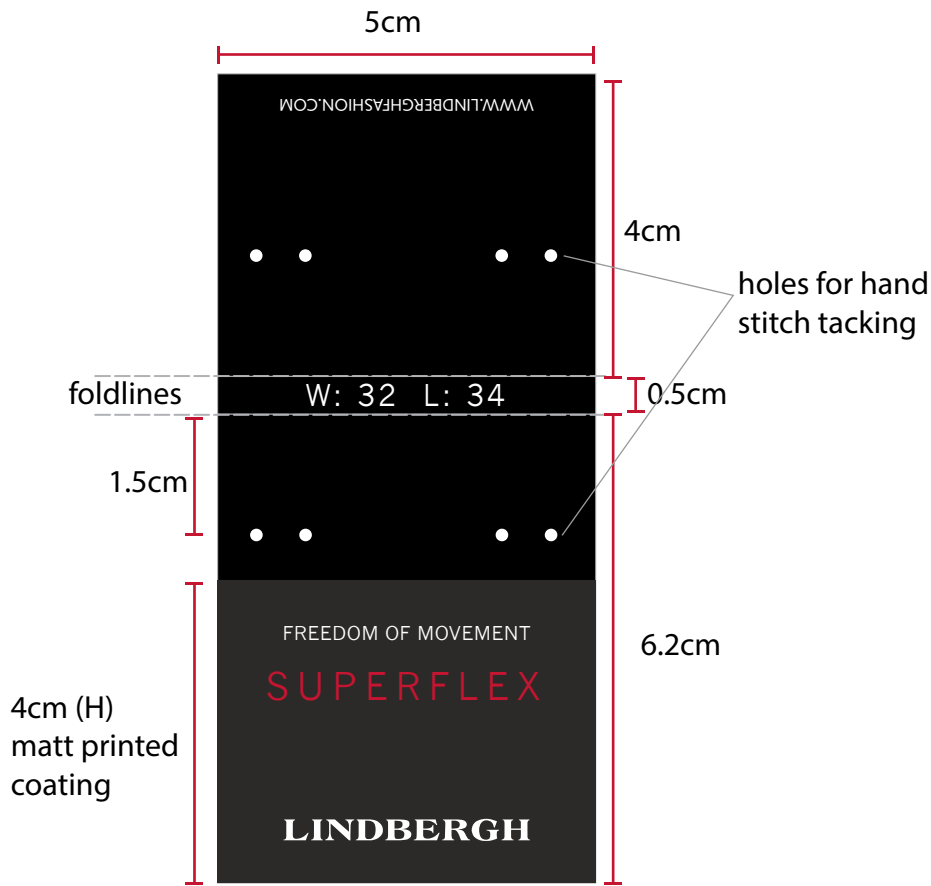 5cm
WWW.LINDBERGHFASHION.COM
4cm
holes for hand
stitch tacking
foldlines
W: 32 L: 34
0.5cm
1.5cm
FREEDOM OF MOVEMENT
6.2cm
SUPERFLEX
4cm (H)
matt printed
coating
LINDBERGH